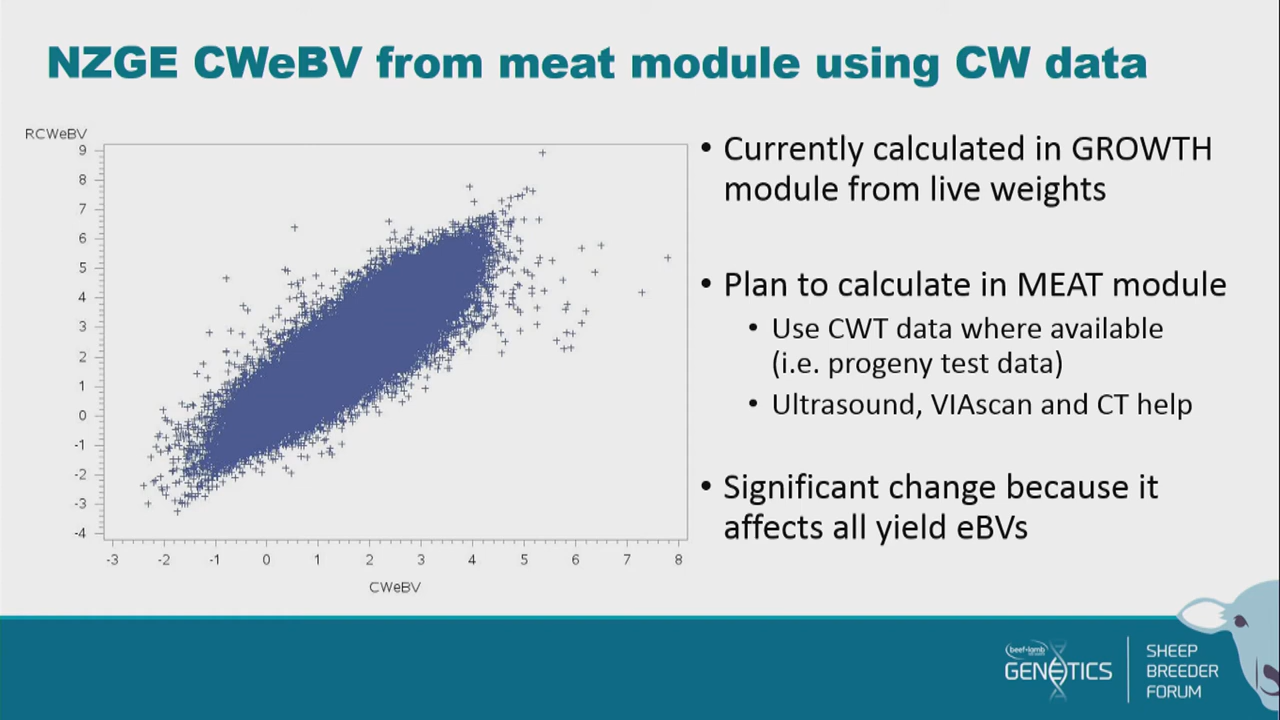 NZGE CWeBV from meat module using CW data
RCWeBV
9
8
7
6
5
4
3
2
1
0
-1
-2
-3
-4
-3
-2
-1
0
1
2
3
4
5
6
7
8
CWeBV
• Currently calculated in GROWTH
module from live weights
• Plan to calculate in MEAT module
• Use CWT data where available
(i.e. progeny test data)
• Ultrasound, VIAscan and CT help
• Significant change because it
affects all yield eBVs
beef+lamb
GENETICS
SHEEP
BREEDER
FORUM